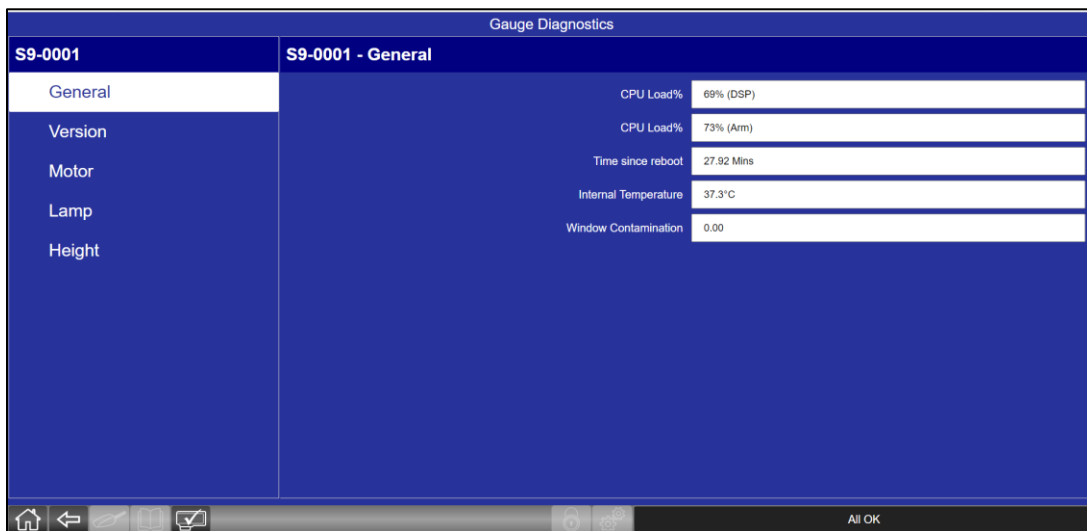 Gauge Diagnostics
S9-0001
S9-0001 - General
General
Version
Motor
Lamp
Height
CPU Load% 69% (DSP)
CPU Load% 73% (Arm)
Time since reboot 27.92 Mins
Internal Temperature 37.3°C
Window Contamination 0.00
All OK